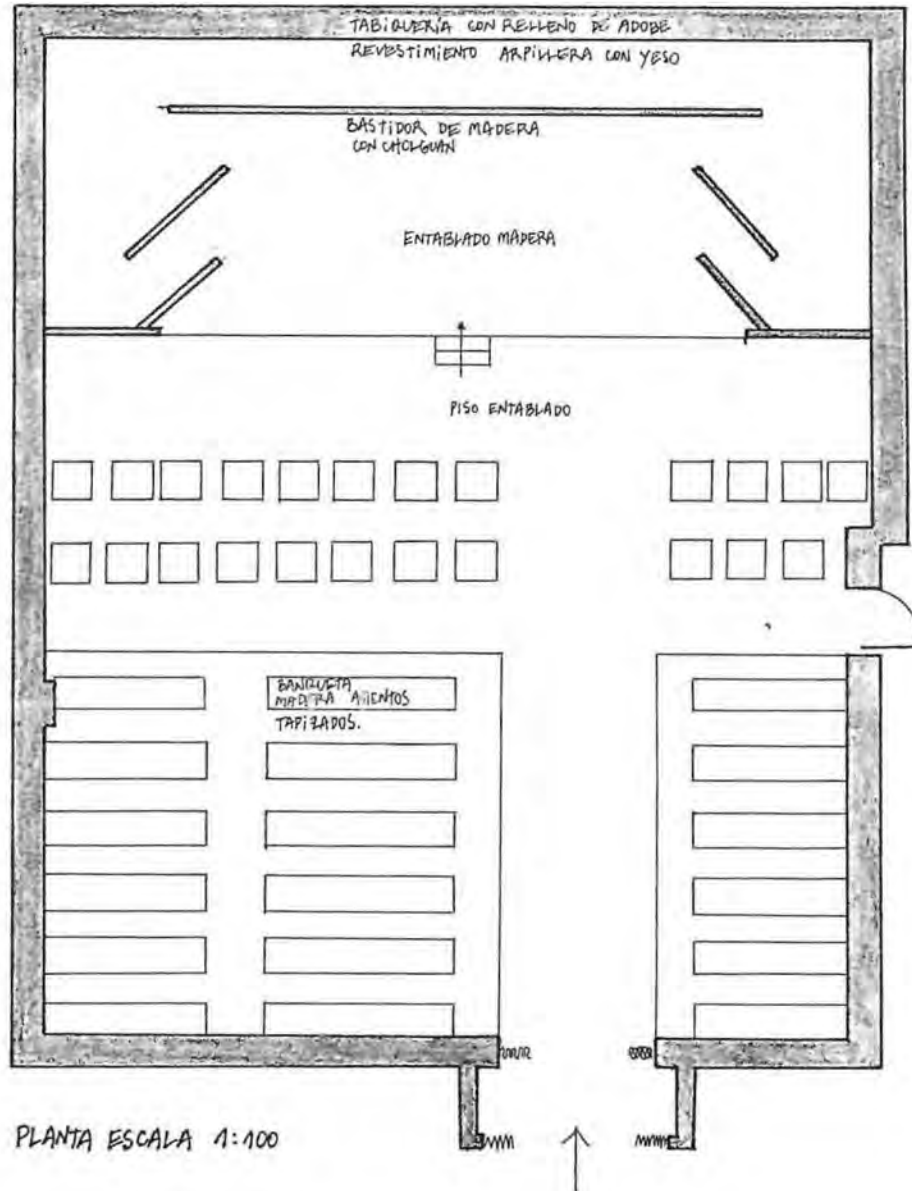 TABIQUERÍA CON RELLENO DE ADOBE
REVESTIMIENTO ARPILLERA CON YESO
BASTIDOR DE MADERA
CON CHOLGUAN
ENTABLADO MADERA
PISO ENTABLADO
BANQUETA
MADERA ASIENTOS
TAPIZADOS.
PLANTA ESCALA 1:100